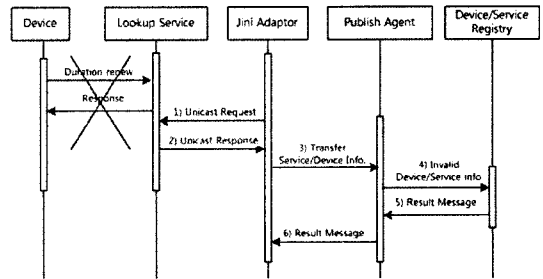 Device
Lookup Service
Jini Adaptor
Publish Agent
Device/Service
Registry
Duration renew
Response
1) Unicast Request
2) Unicast Response
3) Transfer
Service/Device Info.
4) Invalid
Device/Service info
5) Result Message
6) Result Message